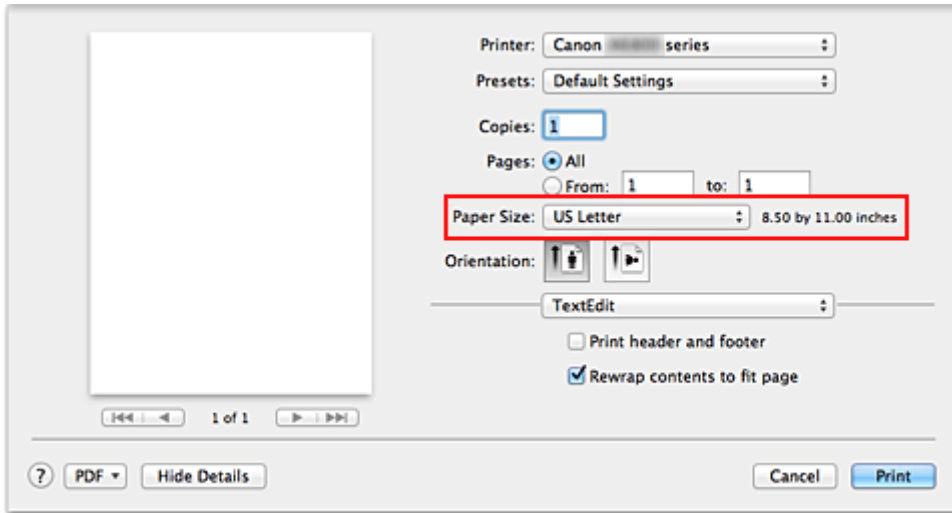 Printer: Canon series
Presets: Default Settings
Copies: 1
Pages: All
From: 1 to: 1
Paper Size: US Letter 8.50 by 11.00 inches
Orientation:
TextEdit
Print header and footer
Rewrap contents to fit page
1 of 1
? PDF Hide Details Cancel Print